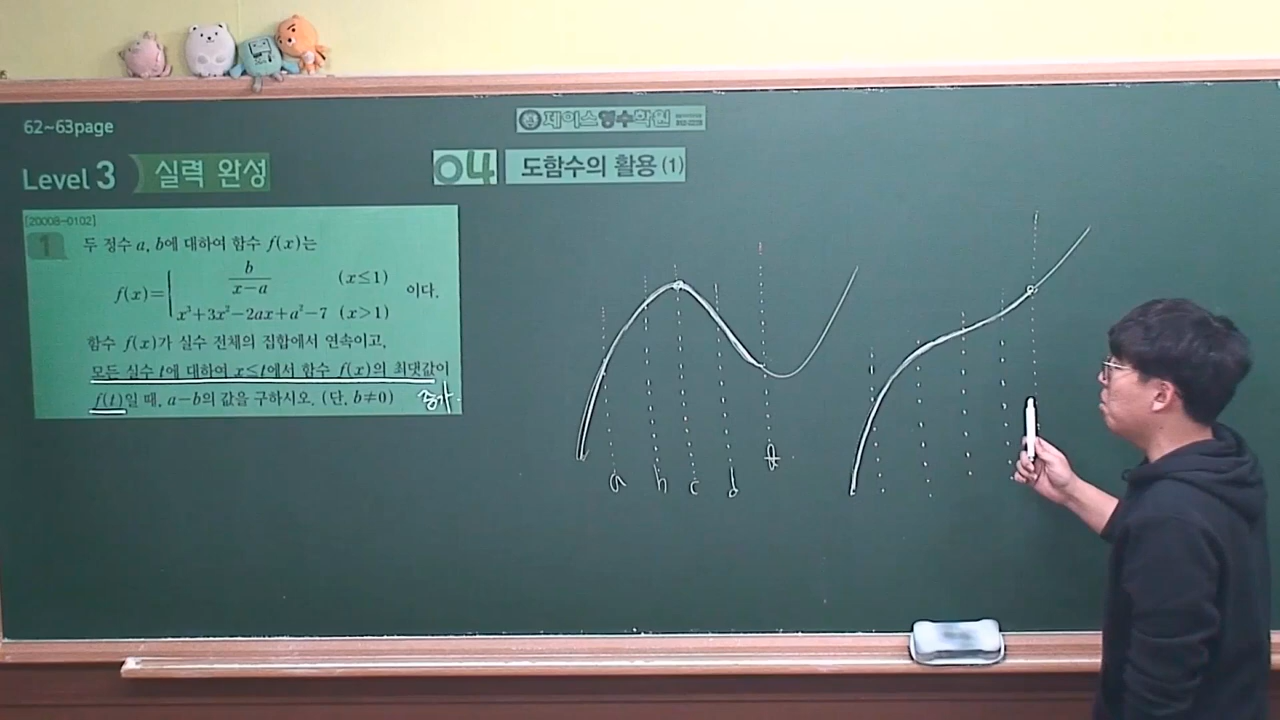 62~63page
제이스영수학원
Level 3 실력 완성
04 도함수의 활용 (1)
[20008-0102]
1 두 정수 a, b에 대하여 함수 f(x)는
f(x)={ b/(x-a) (x≤1)
x³+3x²-2ax+a²-7 (x>1) 이다.
함수 f(x)가 실수 전체의 집합에서 연속이고,
모든 실수 t에 대하여 x≤t에서 함수 f(x)의 최댓값이
f(t)일 때, a-b의 값을 구하시오. (단, b≠0) 증가
a h c d